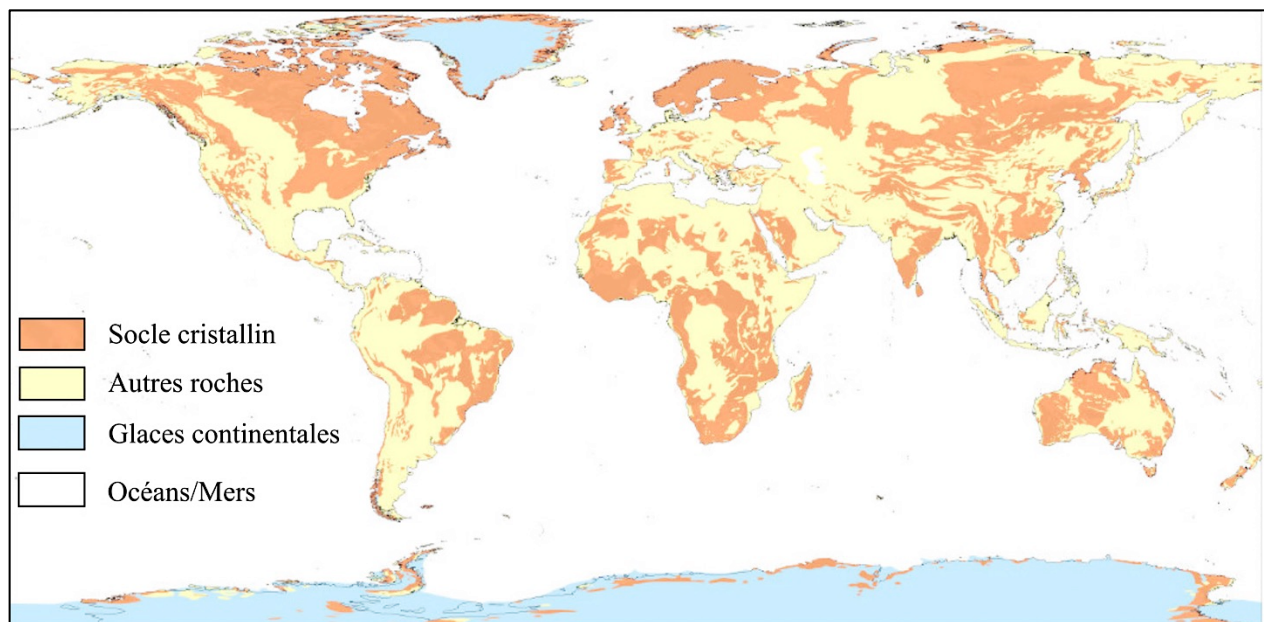 Socle cristallin
Autres roches
Glaces continentales
Océans/Mers